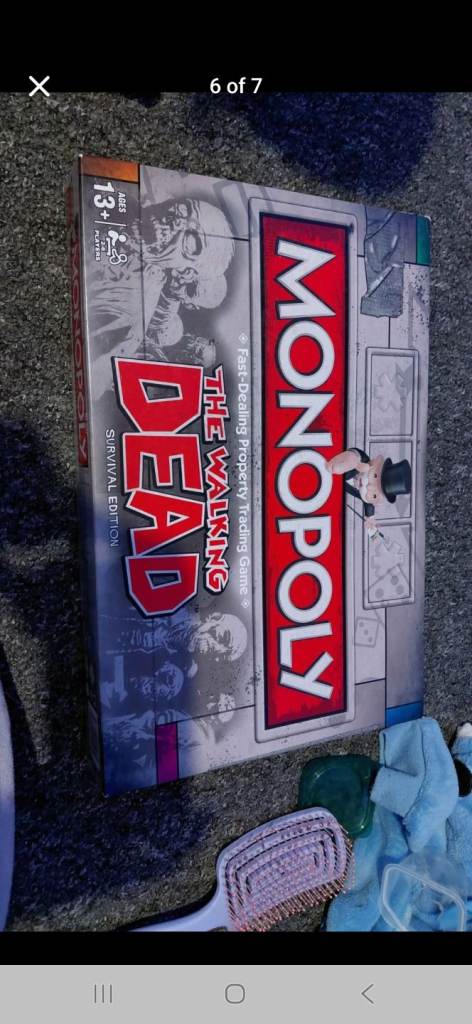 6 of 7
MONOPOLY
Fast-Dealing Property Trading Game
THE WALKING
DEAD
SURVIVAL EDITION
AGES
13+
2-6
PLAYERS
MONOPOLY